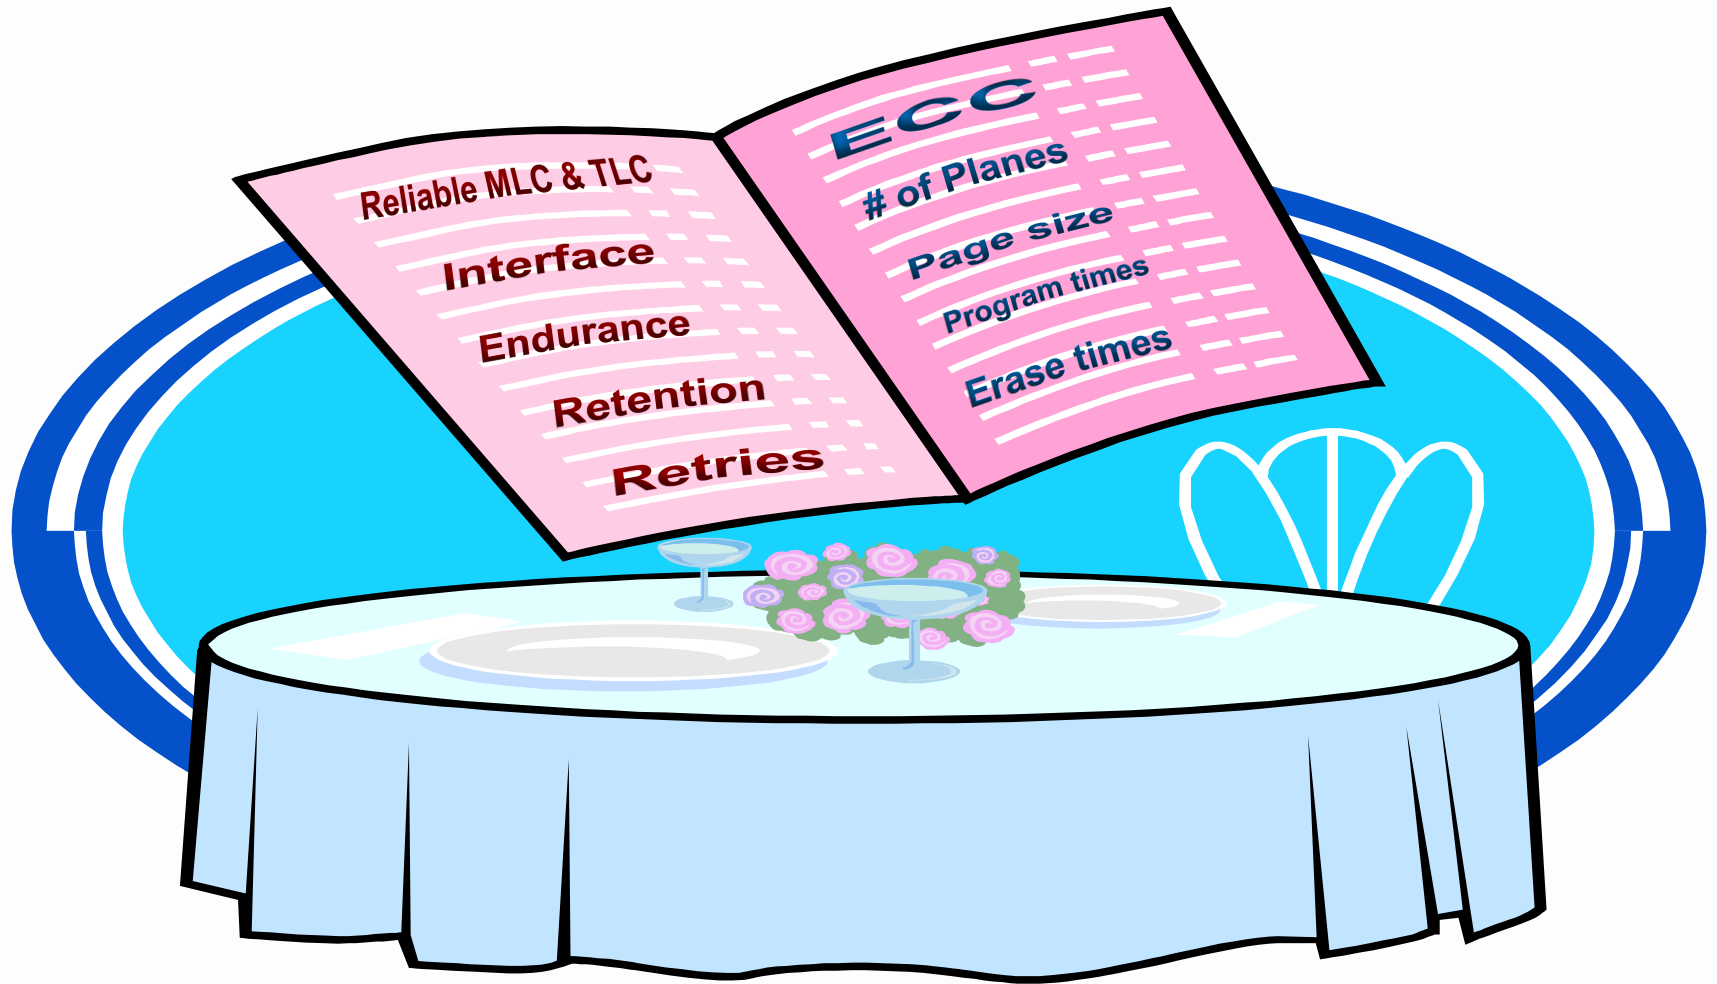 Reliable MLC & TLC
Interface
Endurance
Retention
Retries
ECC
# of Planes
Page size
Program times
Erase times